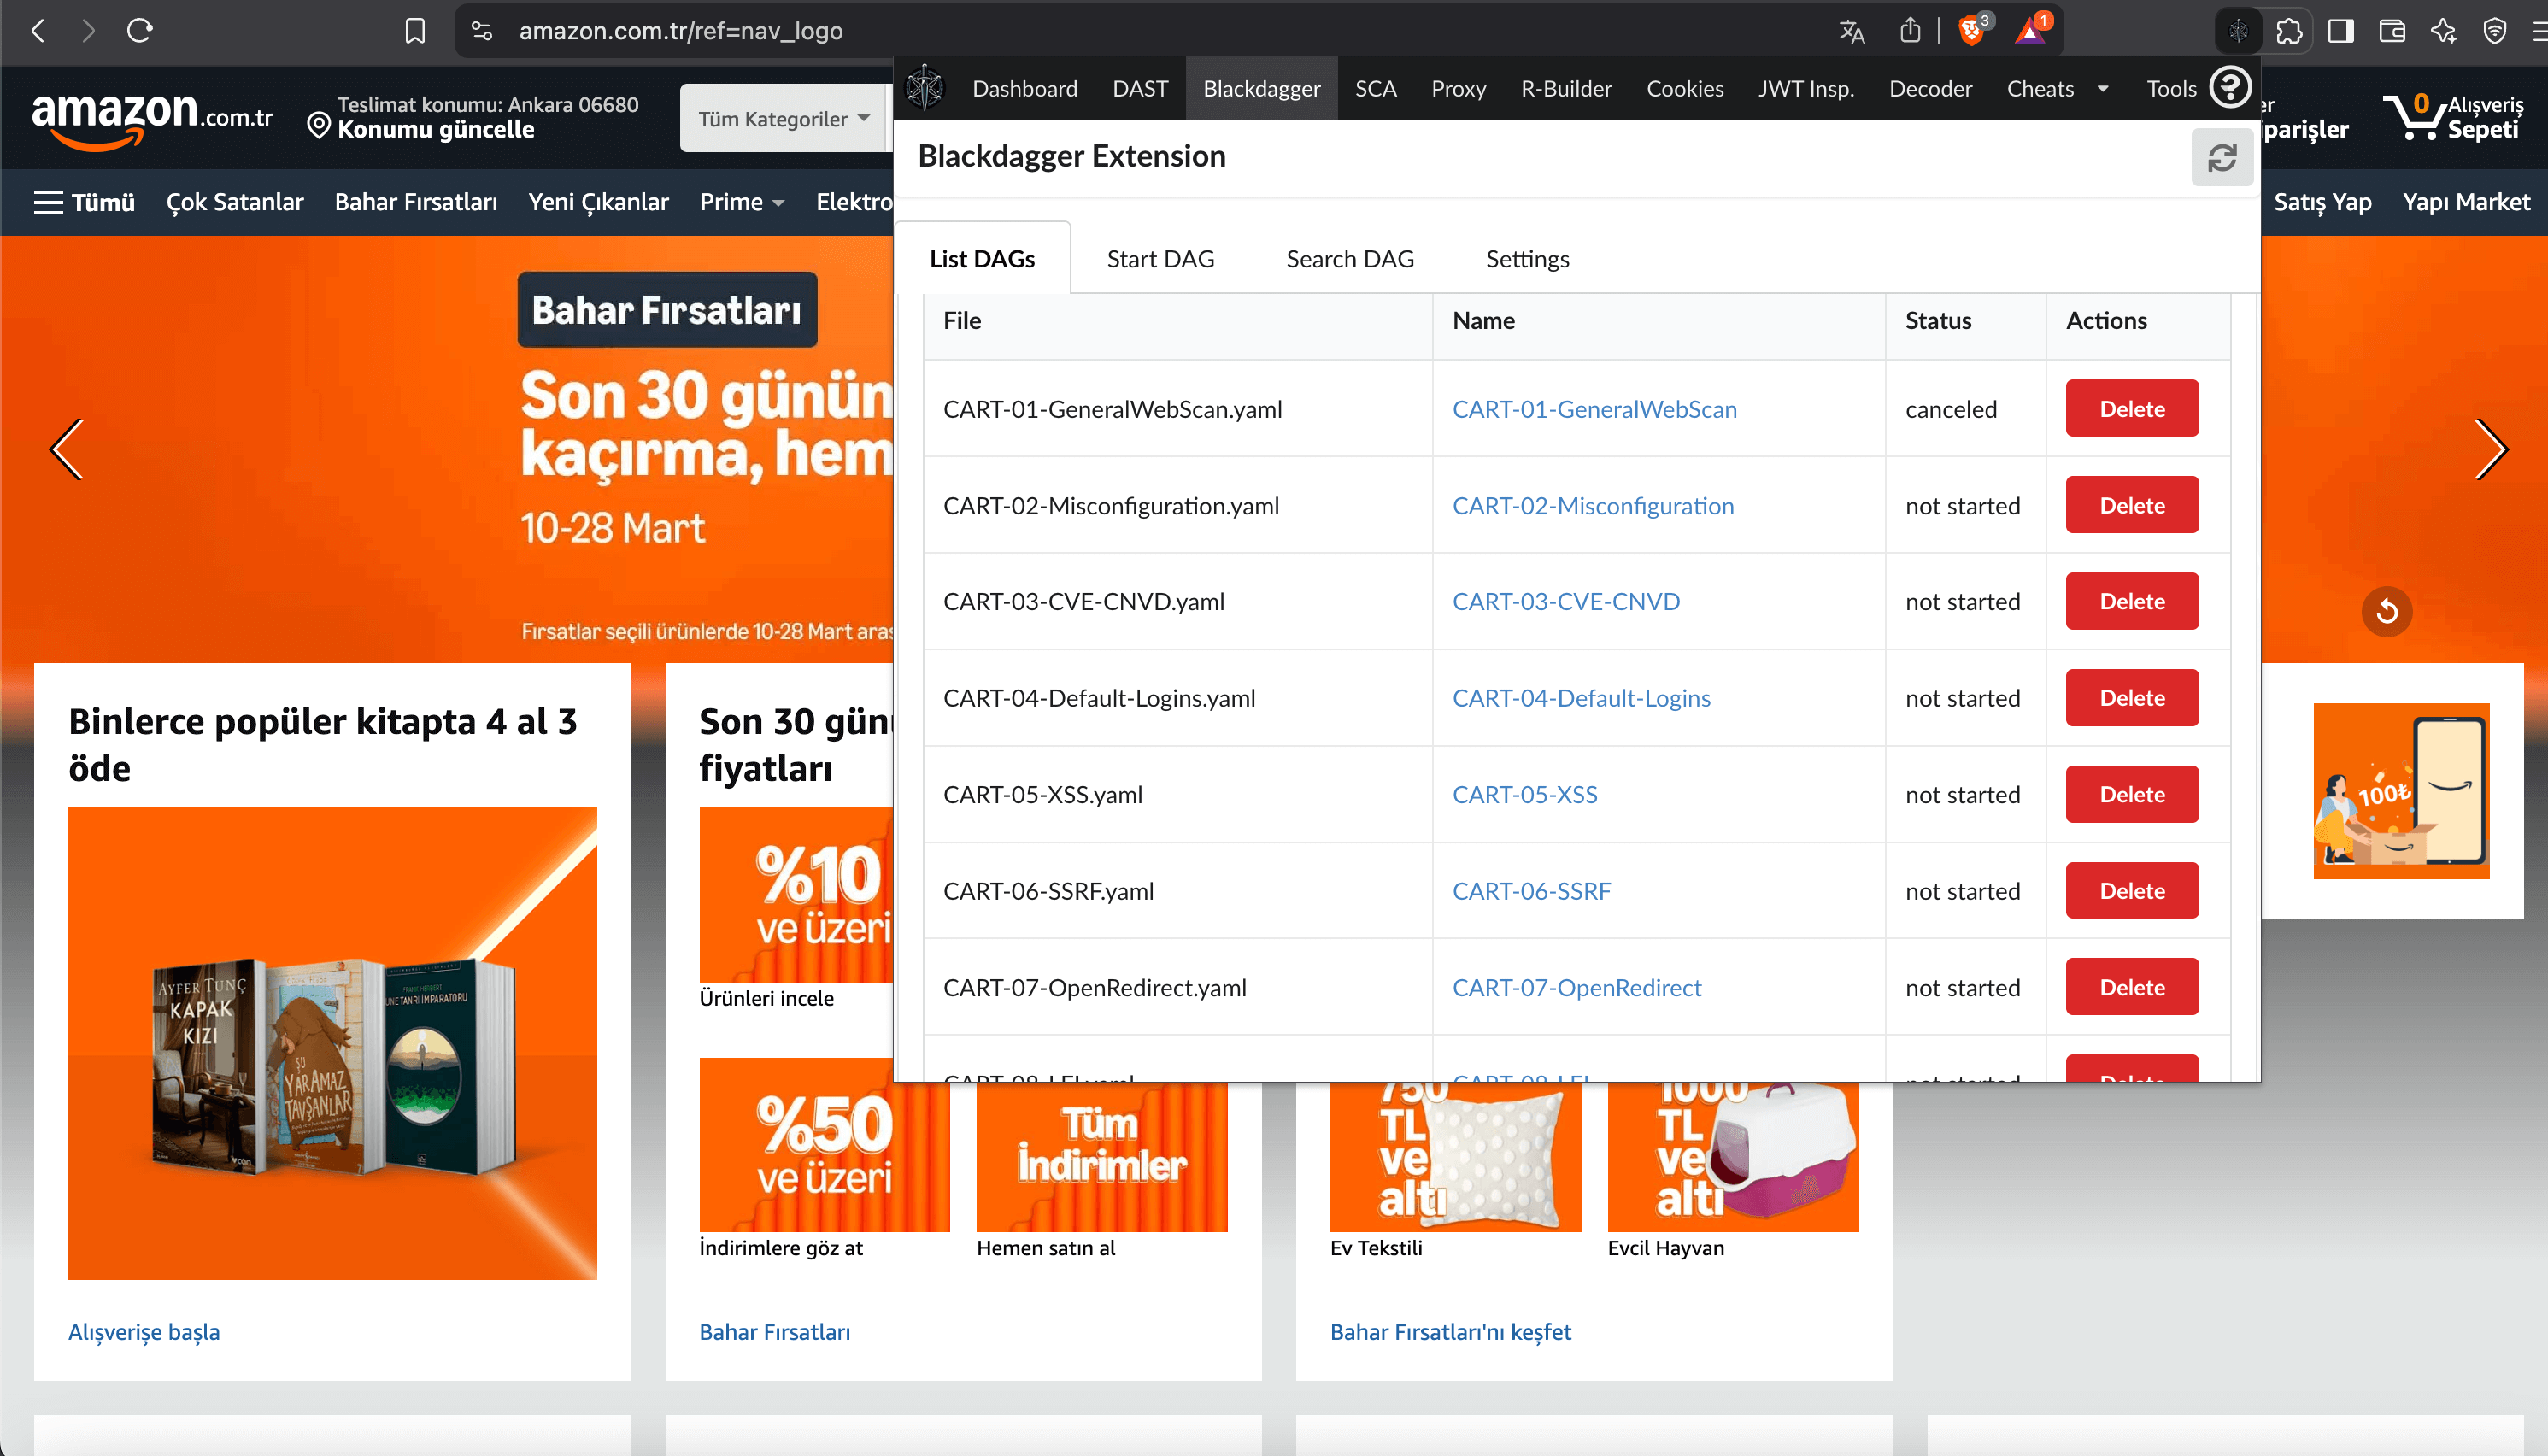 amazon.com.tr/ref=nav_logo
3
1
amazon.com.tr
Teslimat konumu: Ankara 06680
Konumu güncelle
Tüm Kategoriler
0
Alışveriş
Sepeti
Tümü
Çok Satanlar
Bahar Fırsatları
Yeni Çıkanlar
Prime
Elektro
Satış Yap
Yapı Market
Dashboard
DAST
Blackdagger
SCA
Proxy
R-Builder
Cookies
JWT Insp.
Decoder
Cheats
Tools
Blackdagger Extension
List DAGs
Start DAG
Search DAG
Settings
File
Name
Status
Actions
CART-01-GeneralWebScan.yaml
CART-01-GeneralWebScan
canceled
Delete
CART-02-Misconfiguration.yaml
CART-02-Misconfiguration
not started
Delete
CART-03-CVE-CNVD.yaml
CART-03-CVE-CNVD
not started
Delete
CART-04-Default-Logins.yaml
CART-04-Default-Logins
not started
Delete
CART-05-XSS.yaml
CART-05-XSS
not started
Delete
CART-06-SSRF.yaml
CART-06-SSRF
not started
Delete
CART-07-OpenRedirect.yaml
CART-07-OpenRedirect
not started
Delete
Bahar Fırsatları
Son 30 günün
kaçırma, hem
10-28 Mart
Fırsatlar seçili ürünlerde 10-28 Mart aras
Binlerce popüler kitapta 4 al 3
öde
AYFER TUNÇ
KAPAK
KIZI
can
ŞU
YARAMAZ
TAVŞANLAR
FRANK HERBERT
Alışverişe başla
Son 30 gün
fiyatları
%10
ve üzeri
Ürünleri incele
%50
ve üzeri
İndirimlere göz at
Tüm
İndirimler
Hemen satın al
Bahar Fırsatları
750
TL
ve
altı
Ev Tekstili
1000
TL
ve
altı
Evcil Hayvan
Bahar Fırsatları'nı keşfet
100₺